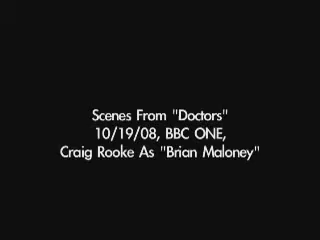 Scenes From "Doctors"
10/19/08, BBC ONE,
Craig Rooke As "Brian Maloney"